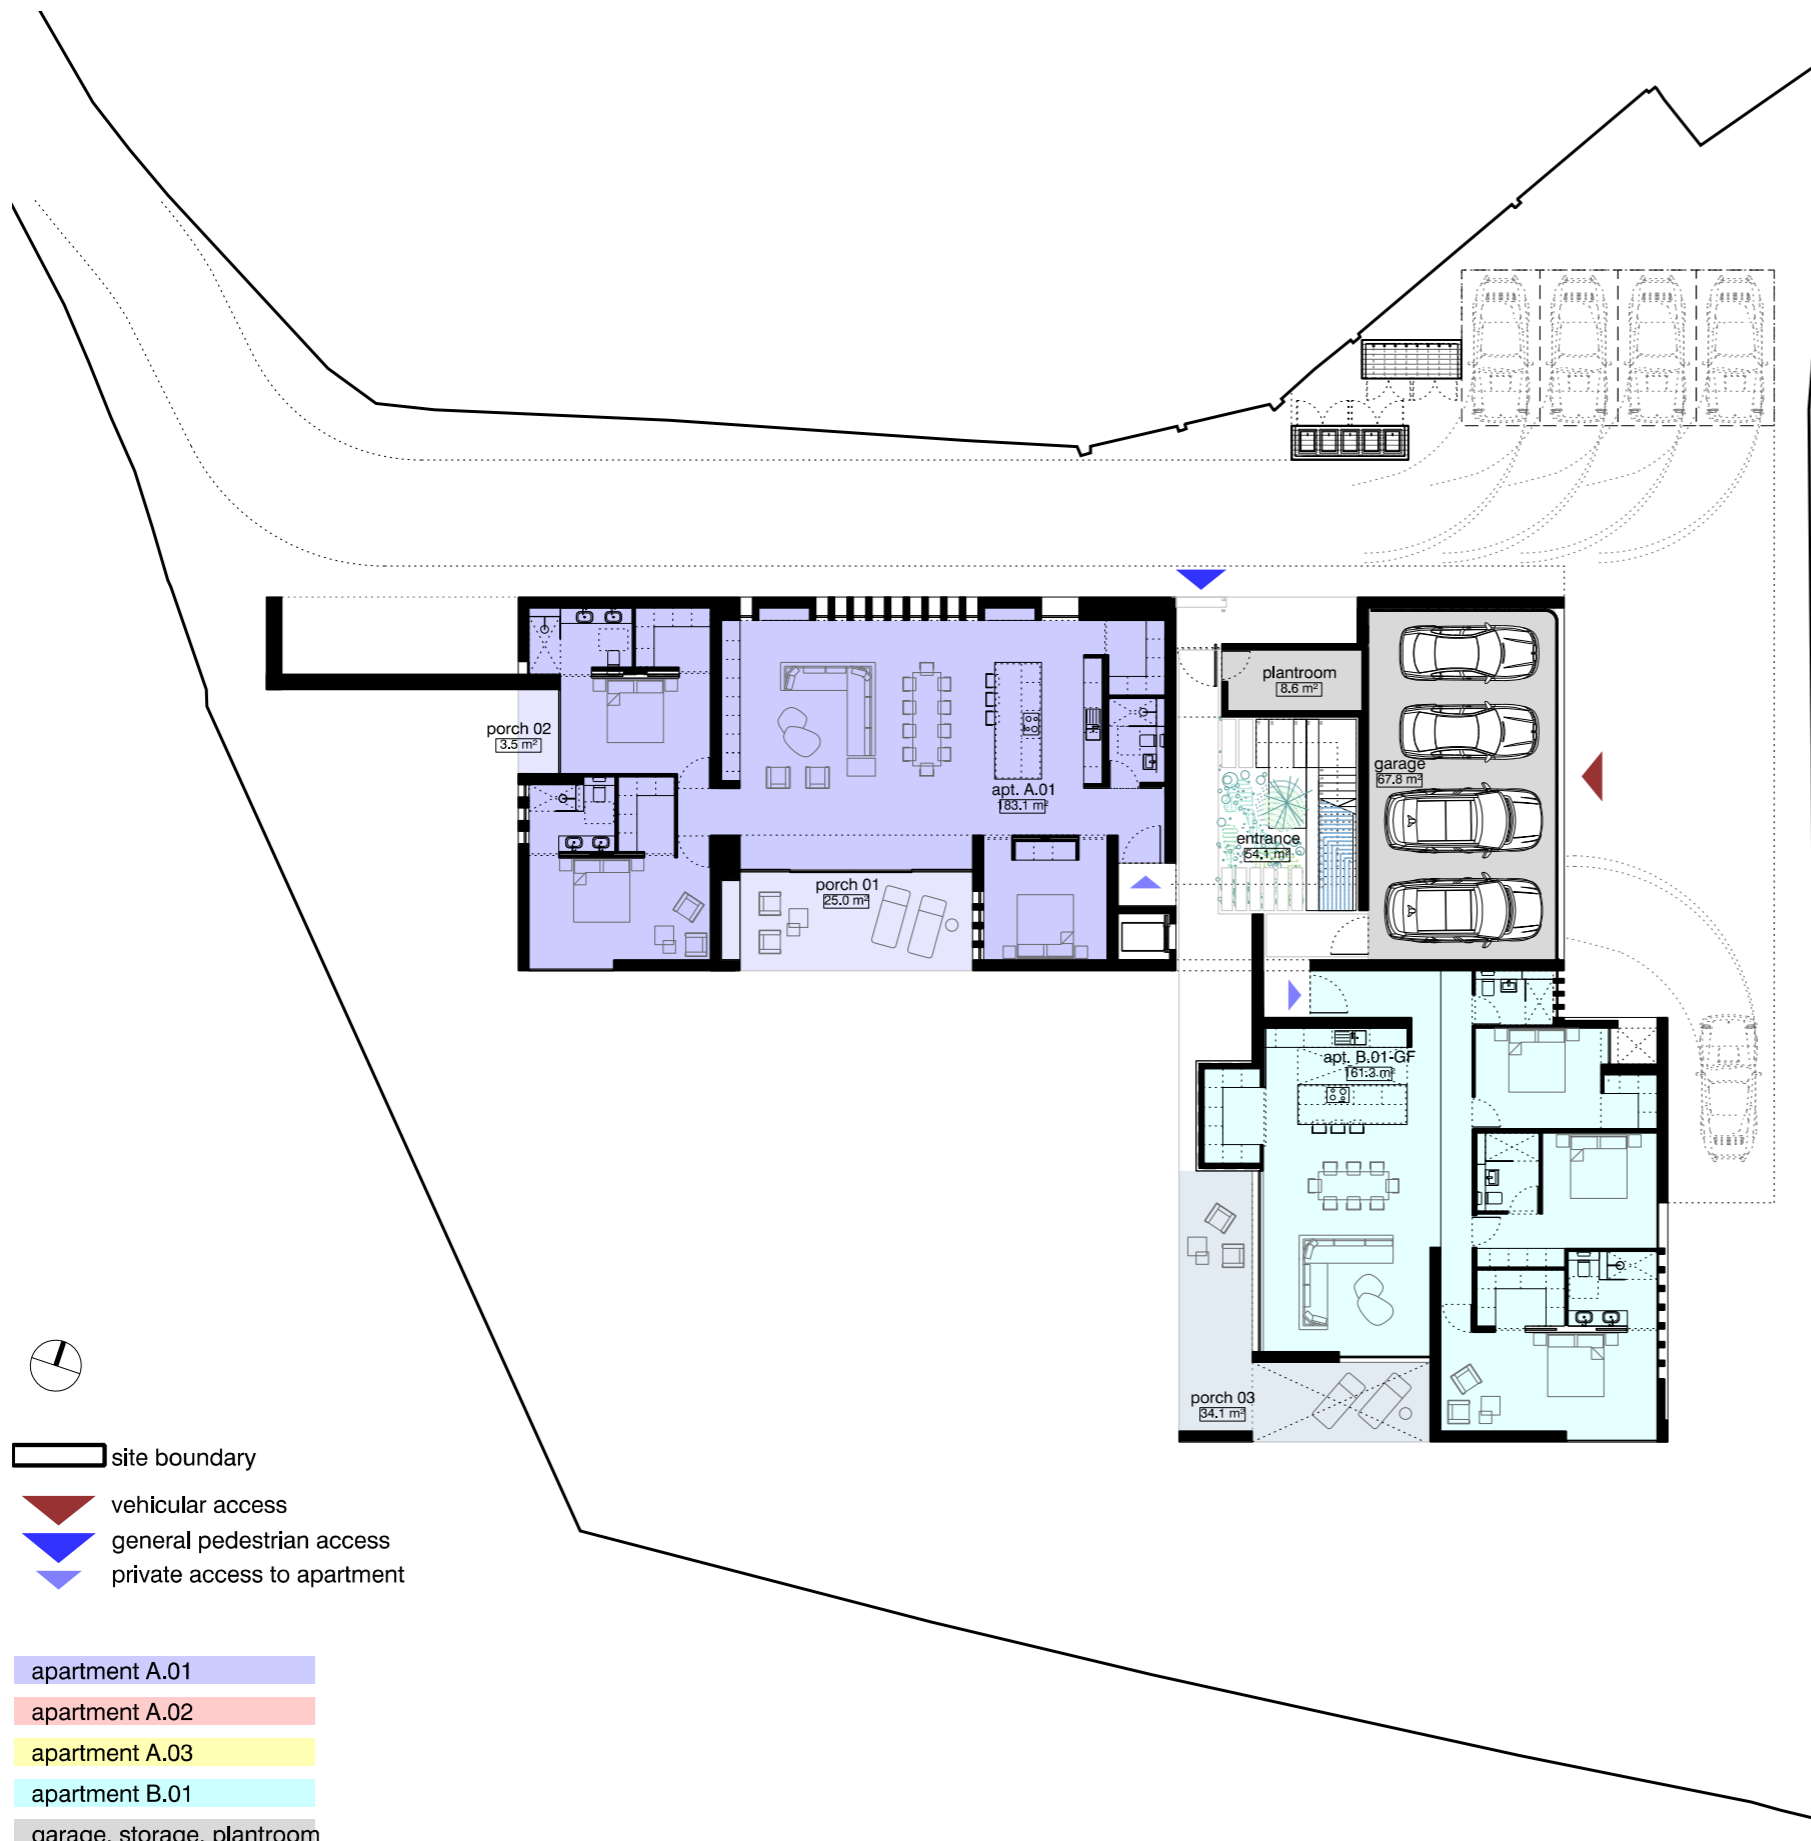 plantroom
8.6 m²
porch 02
3.5 m²
garage
67.8 m²
apt. A.01
183.1 m²
entrance
54.1 m²
porch 01
25.0 m²
apt. B.01-GF
161.3 m²
porch 03
34.1 m²
site boundary
vehicular access
general pedestrian access
private access to apartment
apartment A.01
apartment A.02
apartment A.03
apartment B.01
garage, storage, plantroom